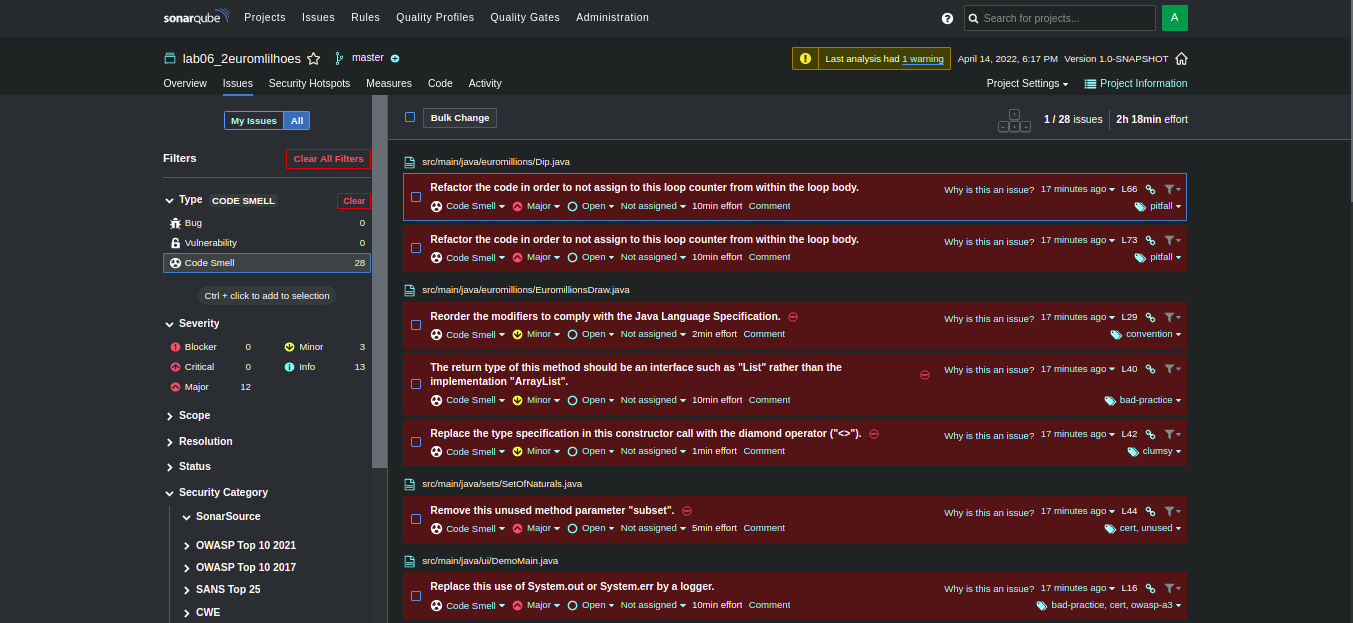 sonarqube Projects Issues Rules Quality Profiles Quality Gates Administration ? Search for projects... A
lab06_2euromlilhoes master Last analysis had 1 warning April 14, 2022, 6:17 PM Version 1.0-SNAPSHOT
Overview Issues Security Hotspots Measures Code Activity Project Settings Project Information
My Issues All
Filters Clear All Filters
Type CODE SMELL Clear
Bug 0
Vulnerability 0
Code Smell 28
Ctrl + click to add to selection
Severity
Blocker 0 Minor 3
Critical 0 Info 13
Major 12
Scope
Resolution
Status
Security Category
SonarSource
OWASP Top 10 2021
OWASP Top 10 2017
SANS Top 25
CWE
Bulk Change 1 / 28 issues 2h 18min effort
src/main/java/euromillions/Dip.java
Refactor the code in order to not assign to this loop counter from within the loop body. Why is this an issue? 17 minutes ago L66
Code Smell Major Open Not assigned 10min effort Comment pitfall
Refactor the code in order to not assign to this loop counter from within the loop body. Why is this an issue? 17 minutes ago L73
Code Smell Major Open Not assigned 10min effort Comment pitfall
src/main/java/euromillions/EuromillionsDraw.java
Reorder the modifiers to comply with the Java Language Specification. Why is this an issue? 17 minutes ago L29
Code Smell Minor Open Not assigned 2min effort Comment convention
The return type of this method should be an interface such as "List" rather than the Why is this an issue? 17 minutes ago L40
implementation "ArrayList".
Code Smell Minor Open Not assigned 10min effort Comment bad-practice
Replace the type specification in this constructor call with the diamond operator ("<>"). Why is this an issue? 17 minutes ago L42
Code Smell Minor Open Not assigned 1min effort Comment clumsy
src/main/java/sets/SetOfNaturals.java
Remove this unused method parameter "subset". Why is this an issue? 17 minutes ago L44
Code Smell Major Open Not assigned 5min effort Comment cert, unused
src/main/java/ui/DemoMain.java
Replace this use of System.out or System.err by a logger. Why is this an issue? 17 minutes ago L16
Code Smell Major Open Not assigned 10min effort Comment bad-practice, cert, owasp-a3